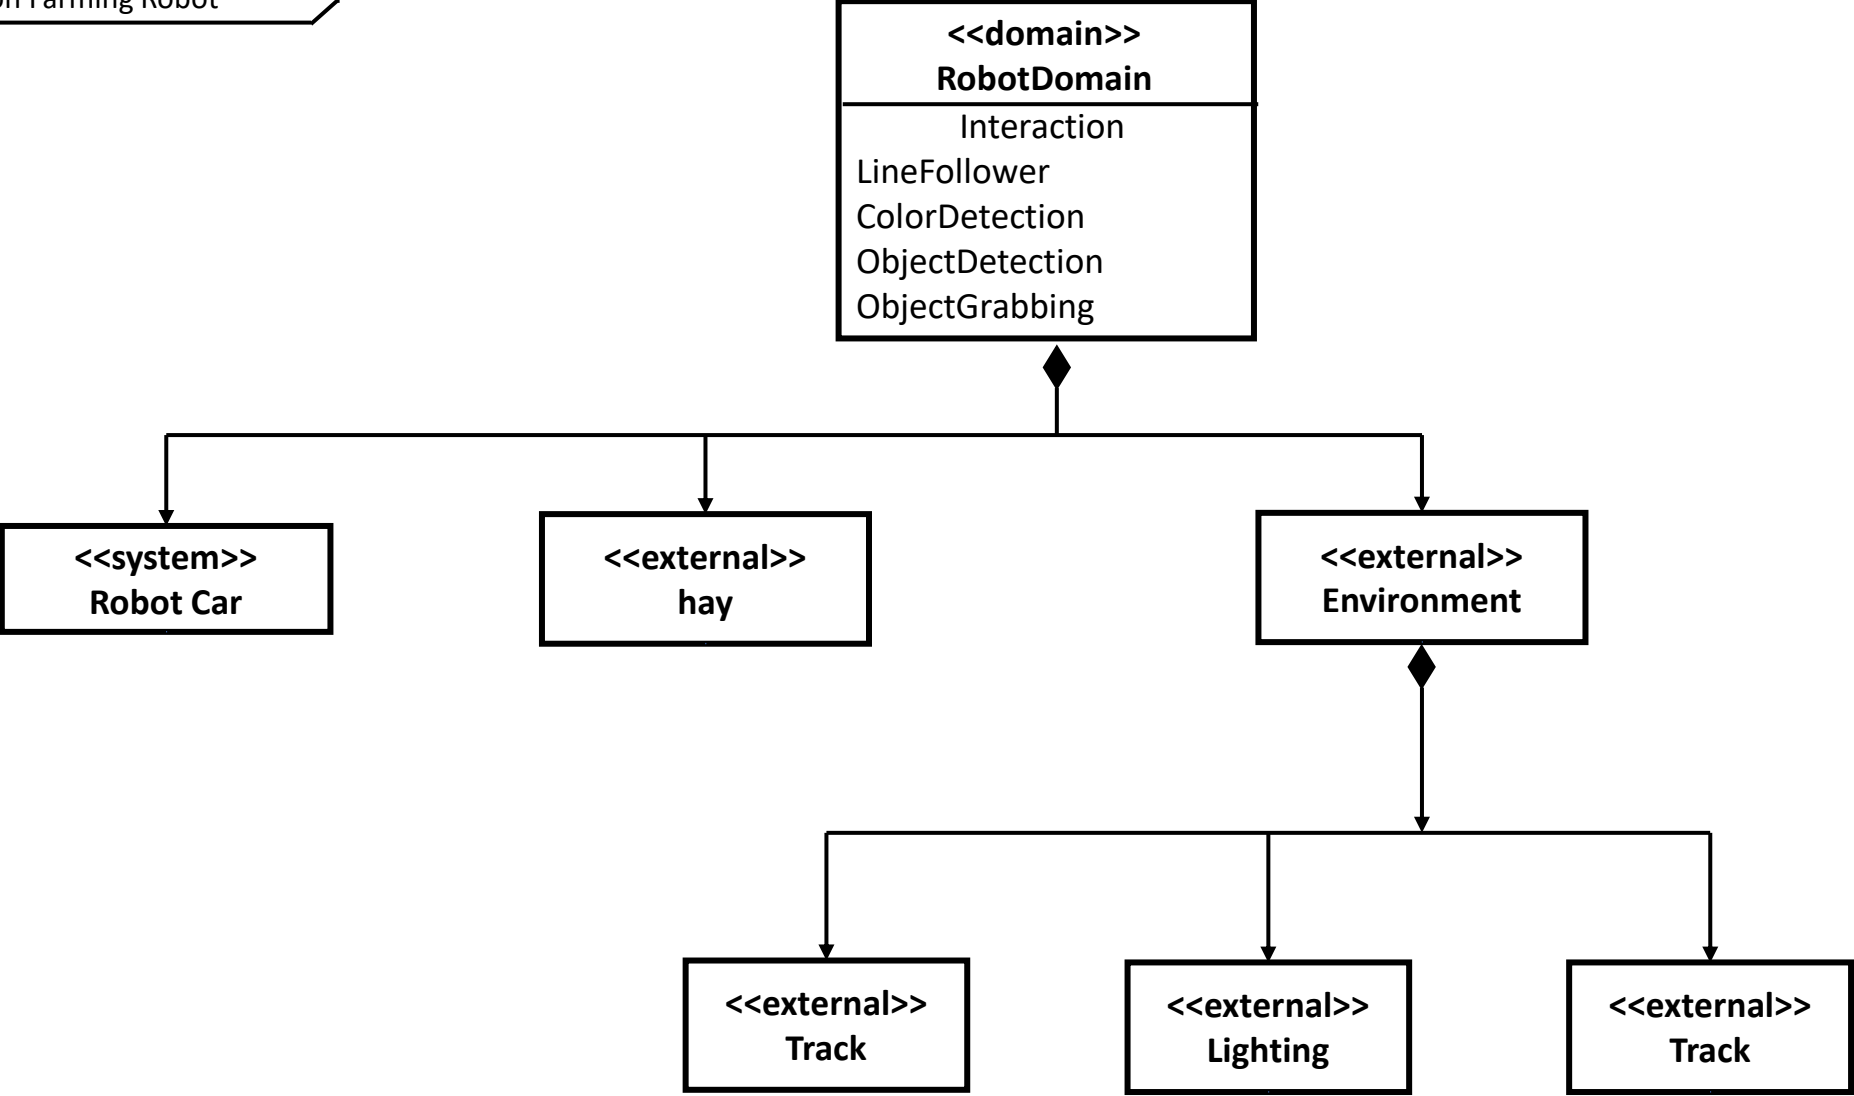 on Farming Robot
<<domain>>
RobotDomain
Interaction
LineFollower
ColorDetection
ObjectDetection
ObjectGrabbing
<<system>>
Robot Car
<<external>>
hay
<<external>>
Environment
<<external>>
Track
<<external>>
Lighting
<<external>>
Track